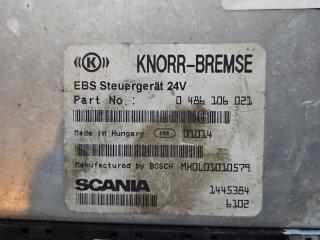 ((K)) KNORR-BREMSE
EBS Steuergerät 24V
Part No.: 0 486 106 021
Made in Hungary 01014
Manufactured by BOSCH MHOL01010579
SCANIA 1445384
6102